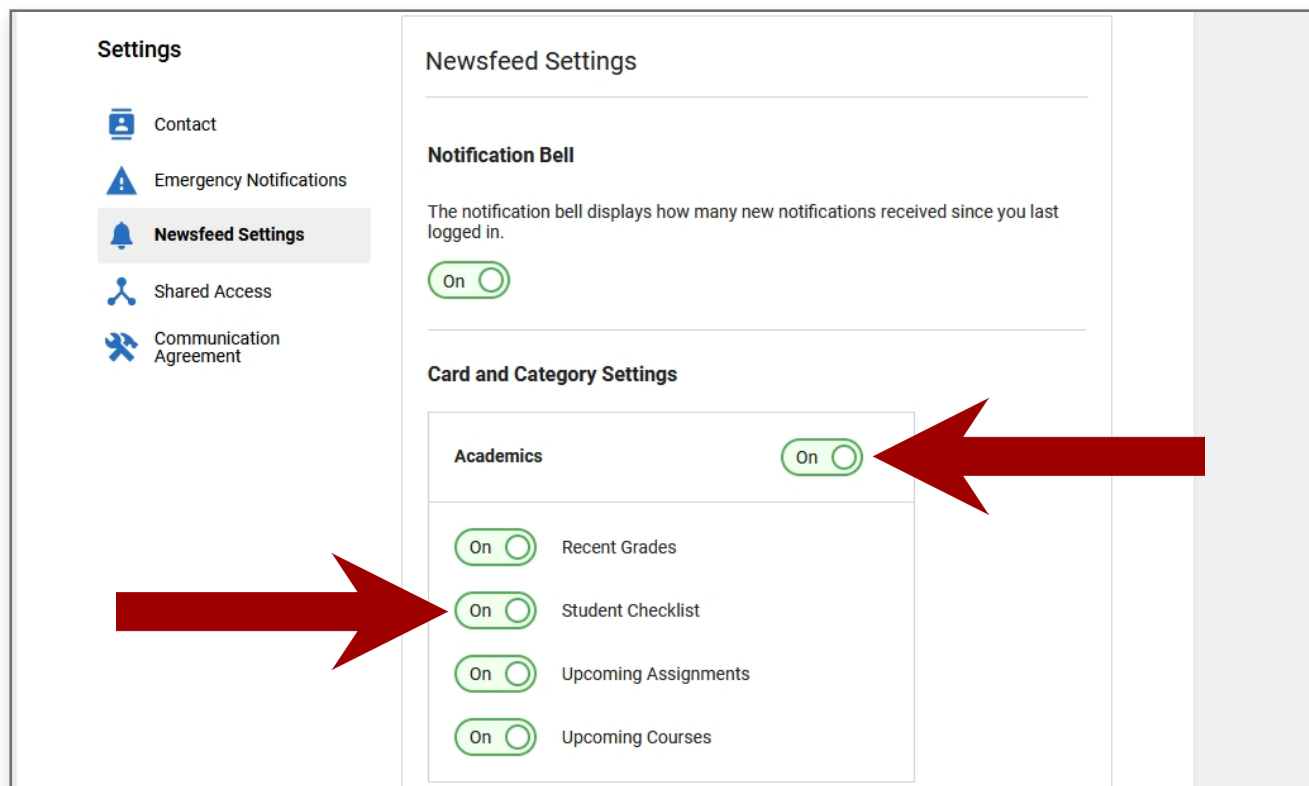 Settings
Contact
Emergency Notifications
Newsfeed Settings
Shared Access
Communication
Agreement
Newsfeed Settings
Notification Bell
The notification bell displays how many new notifications received since you last
logged in.
On
Card and Category Settings
Academics On
On Recent Grades
On Student Checklist
On Upcoming Assignments
On Upcoming Courses